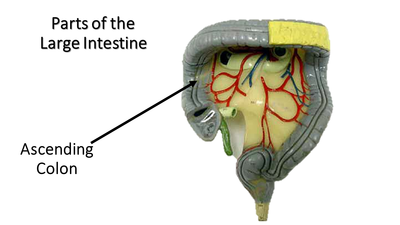 Parts of the
Large Intestine
Ascending
Colon